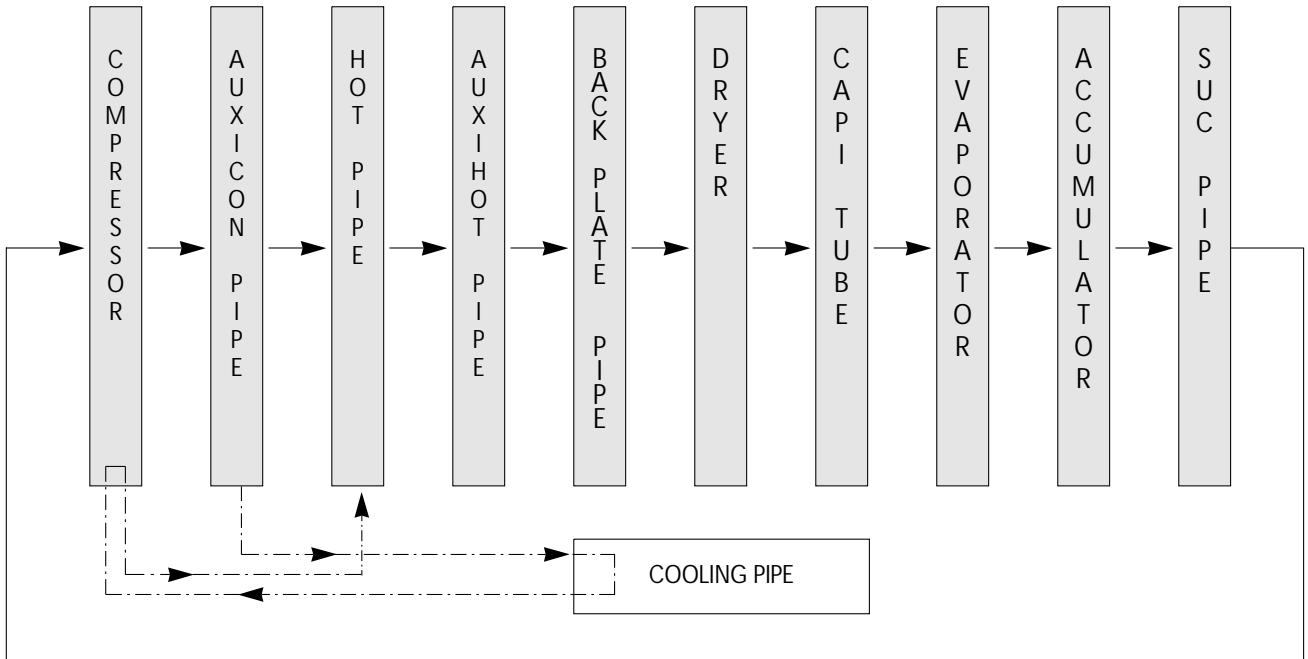 COMPRESSOR
AUXICON PIPE
HOT PIPE
AUXIHOT PIPE
BACK PLATE PIPE
DRYER
CAPI TUBE
EVAPORATOR
ACCUMULATOR
SUC PIPE
COOLING PIPE